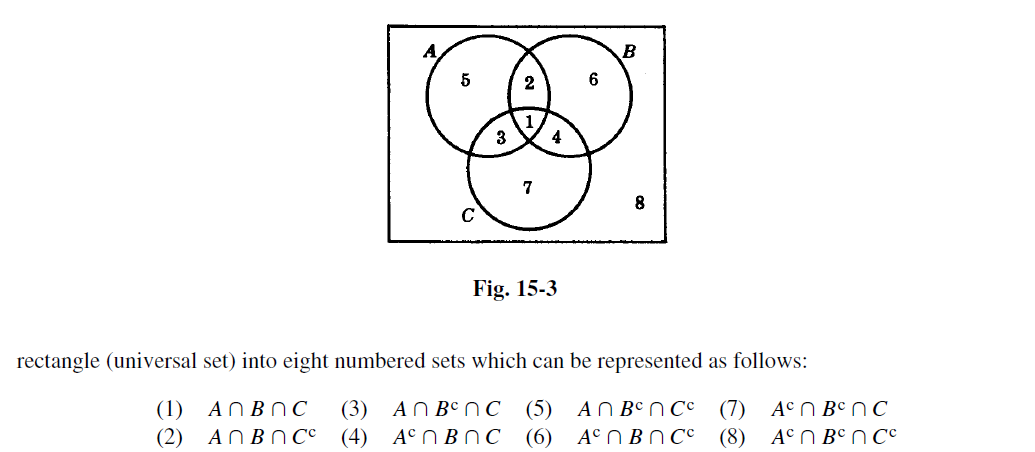 A B
5 2 6
1
3 4
7
8
C
Fig. 15-3
rectangle (universal set) into eight numbered sets which can be represented as follows:
(1) A ∩ B ∩ C (3) A ∩ Bᶜ ∩ C (5) A ∩ Bᶜ ∩ Cᶜ (7) Aᶜ ∩ Bᶜ ∩ C
(2) A ∩ B ∩ Cᶜ (4) Aᶜ ∩ B ∩ C (6) Aᶜ ∩ B ∩ Cᶜ (8) Aᶜ ∩ Bᶜ ∩ Cᶜ